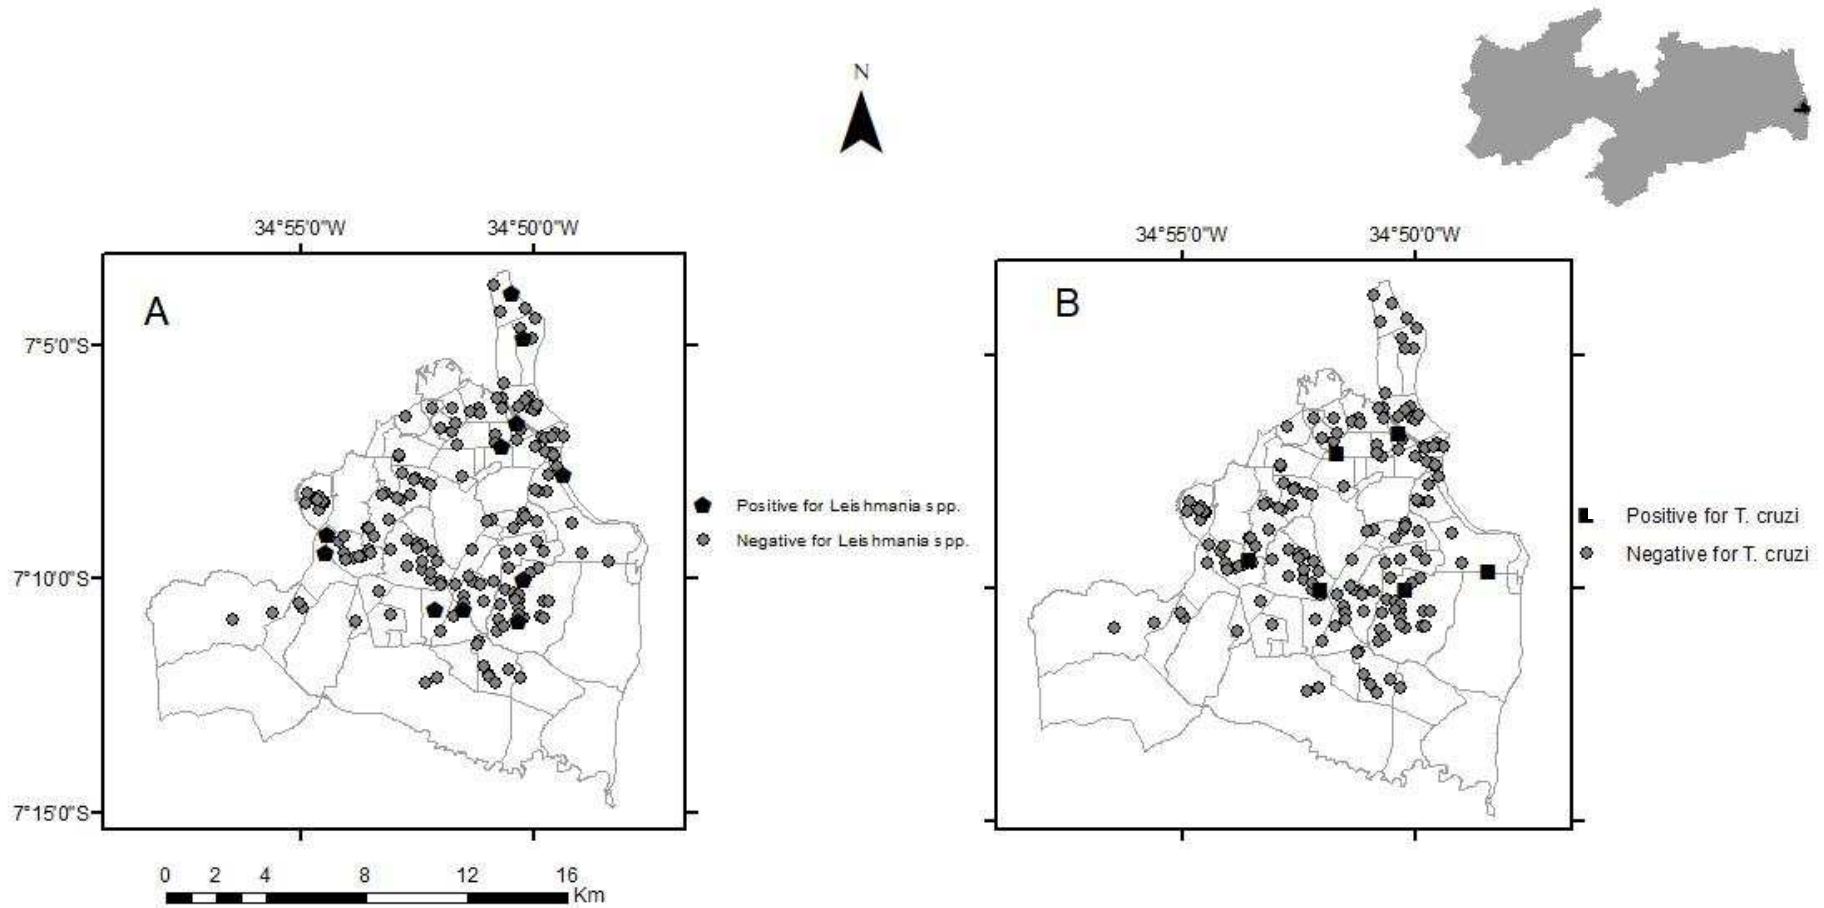 N
34°55'0"W 34°50'0"W
34°55'0"W 34°50'0"W
A
B
7°5'0"S
7°10'0"S
7°15'0"S
Positive for Leishmania spp.
Negative for Leishmania spp.
Positive for T. cruzi
Negative for T. cruzi
0 2 4 8 12 16
Km